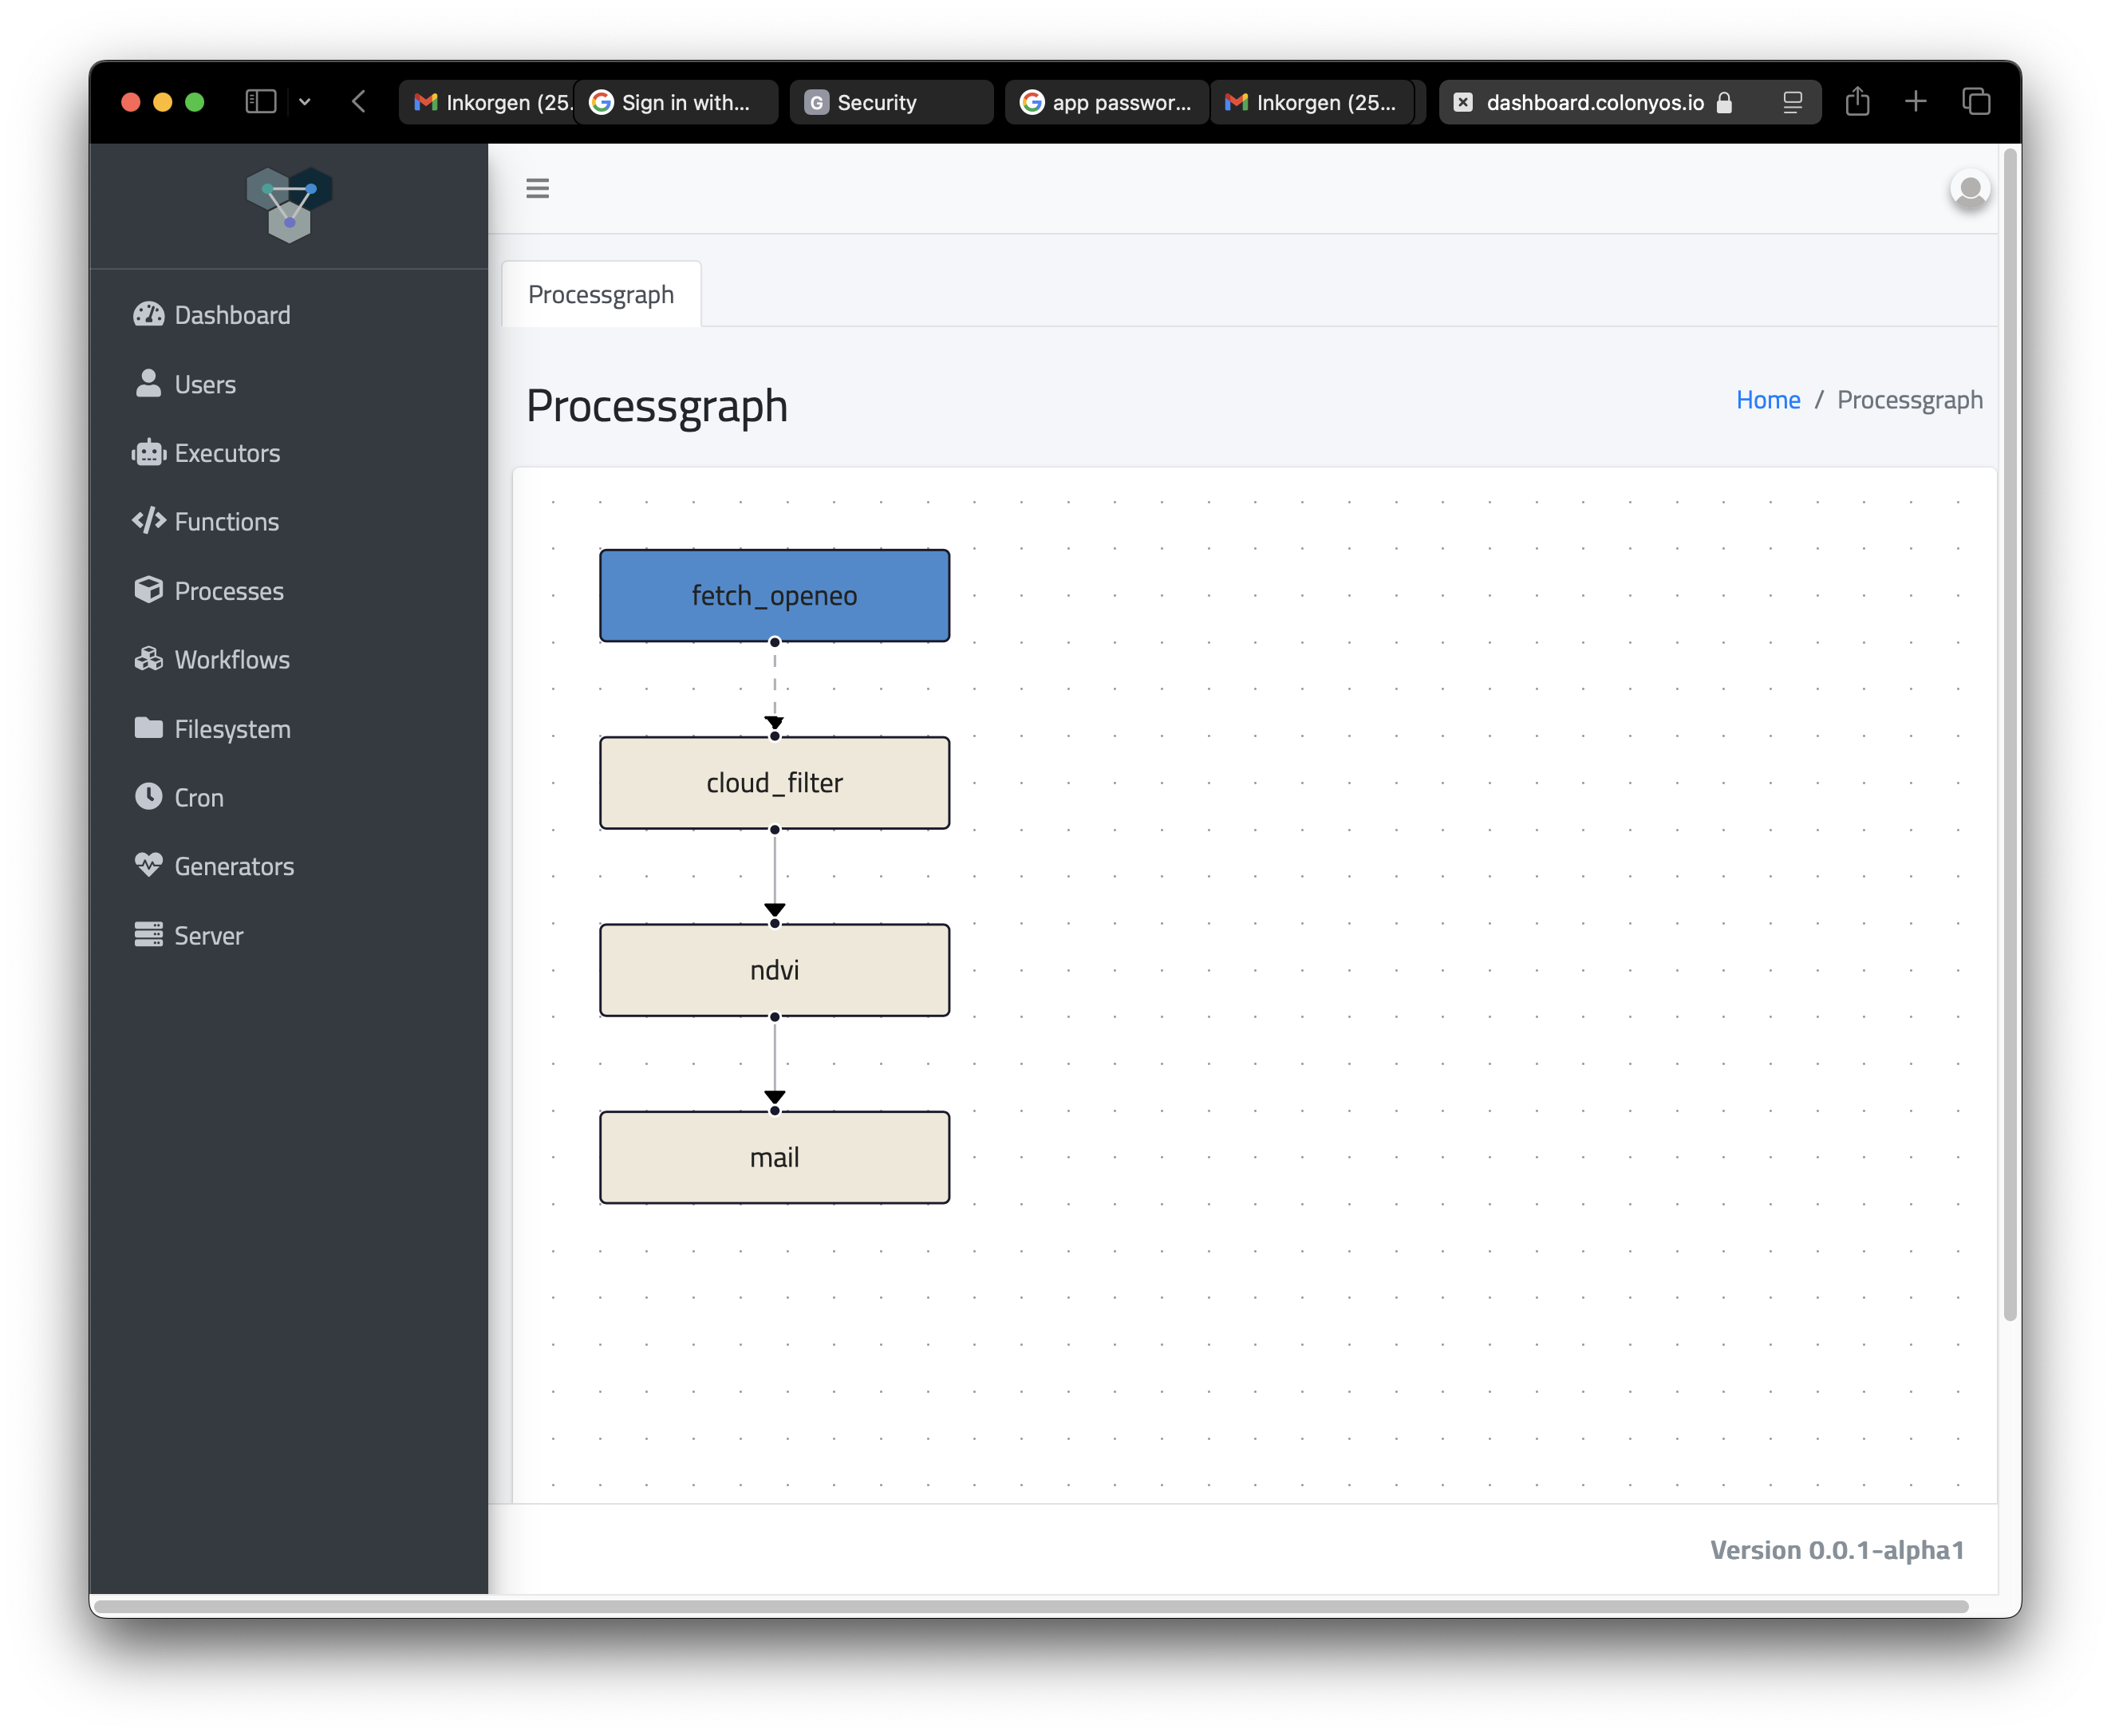 Inkorgen (25.
Sign in with...
G Security
app passwor...
Inkorgen (25...
dashboard.colonyos.io
Dashboard
Users
Executors
Functions
Processes
Workflows
Filesystem
Cron
Generators
Server
Processgraph
Processgraph
Home / Processgraph
fetch_openeo
cloud_filter
ndvi
mail
Version 0.0.1-alpha1